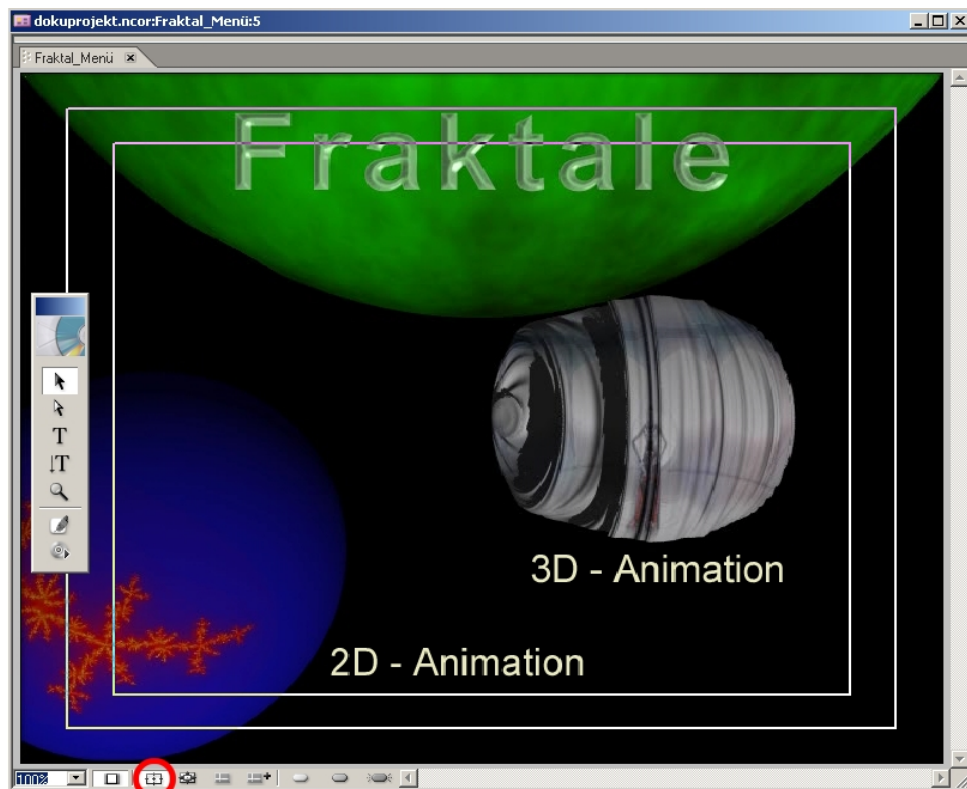 dokuprojekt.ncor:Fraktal_Menü:5
Fraktal_Menü
Fraktale
T
T
3D - Animation
2D - Animation
100%